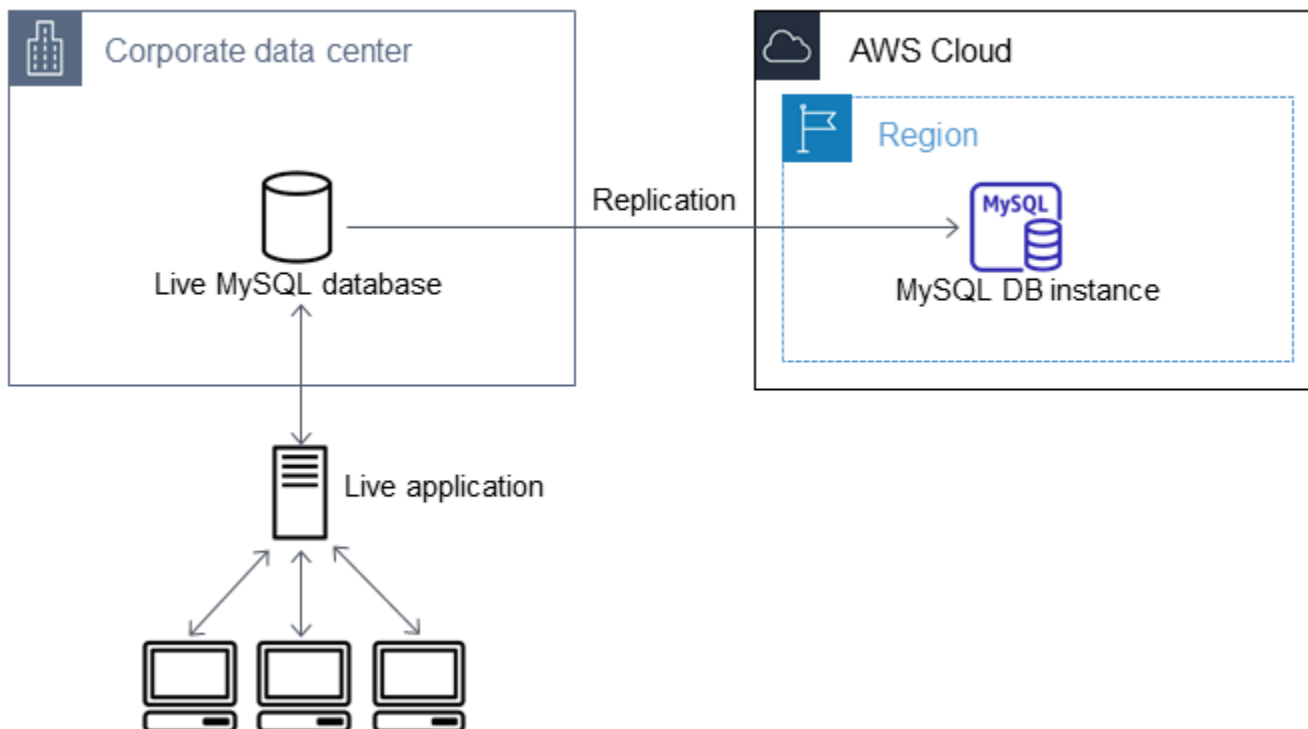 Corporate data center
AWS Cloud
Region
Replication
MySQL
Live MySQL database
MySQL DB instance
Live application